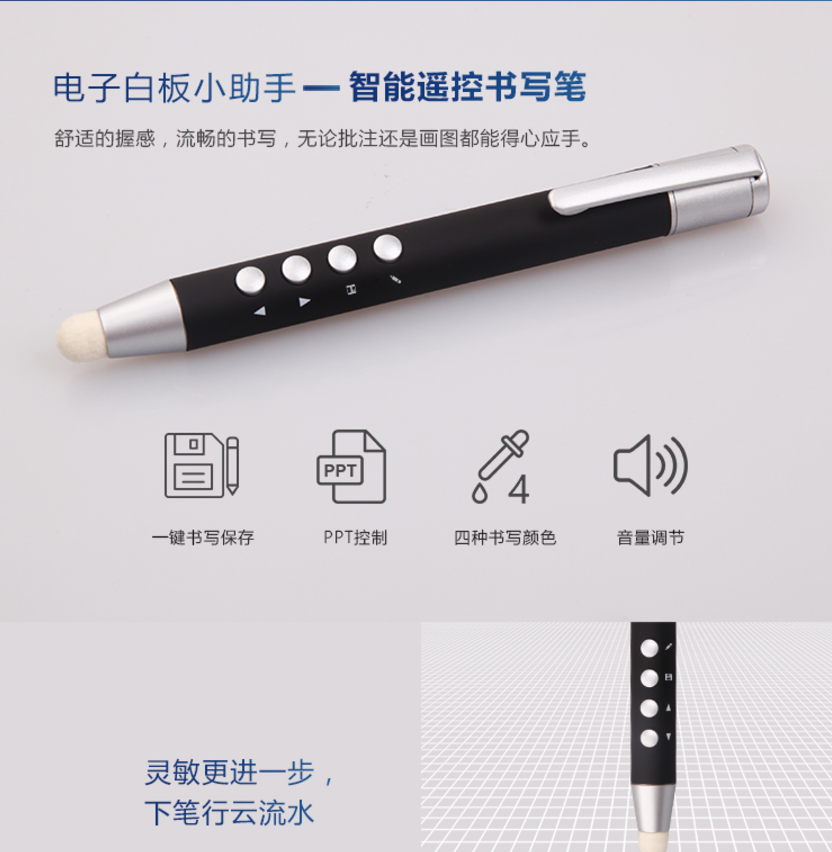 电子白板小助手 — 智能遥控书写笔
舒适的握感，流畅的书写，无论批注还是画图都能得心应手。
PPT
4
一键书写保存
PPT控制
四种书写颜色
音量调节
灵敏更进一步，
下笔行云流水